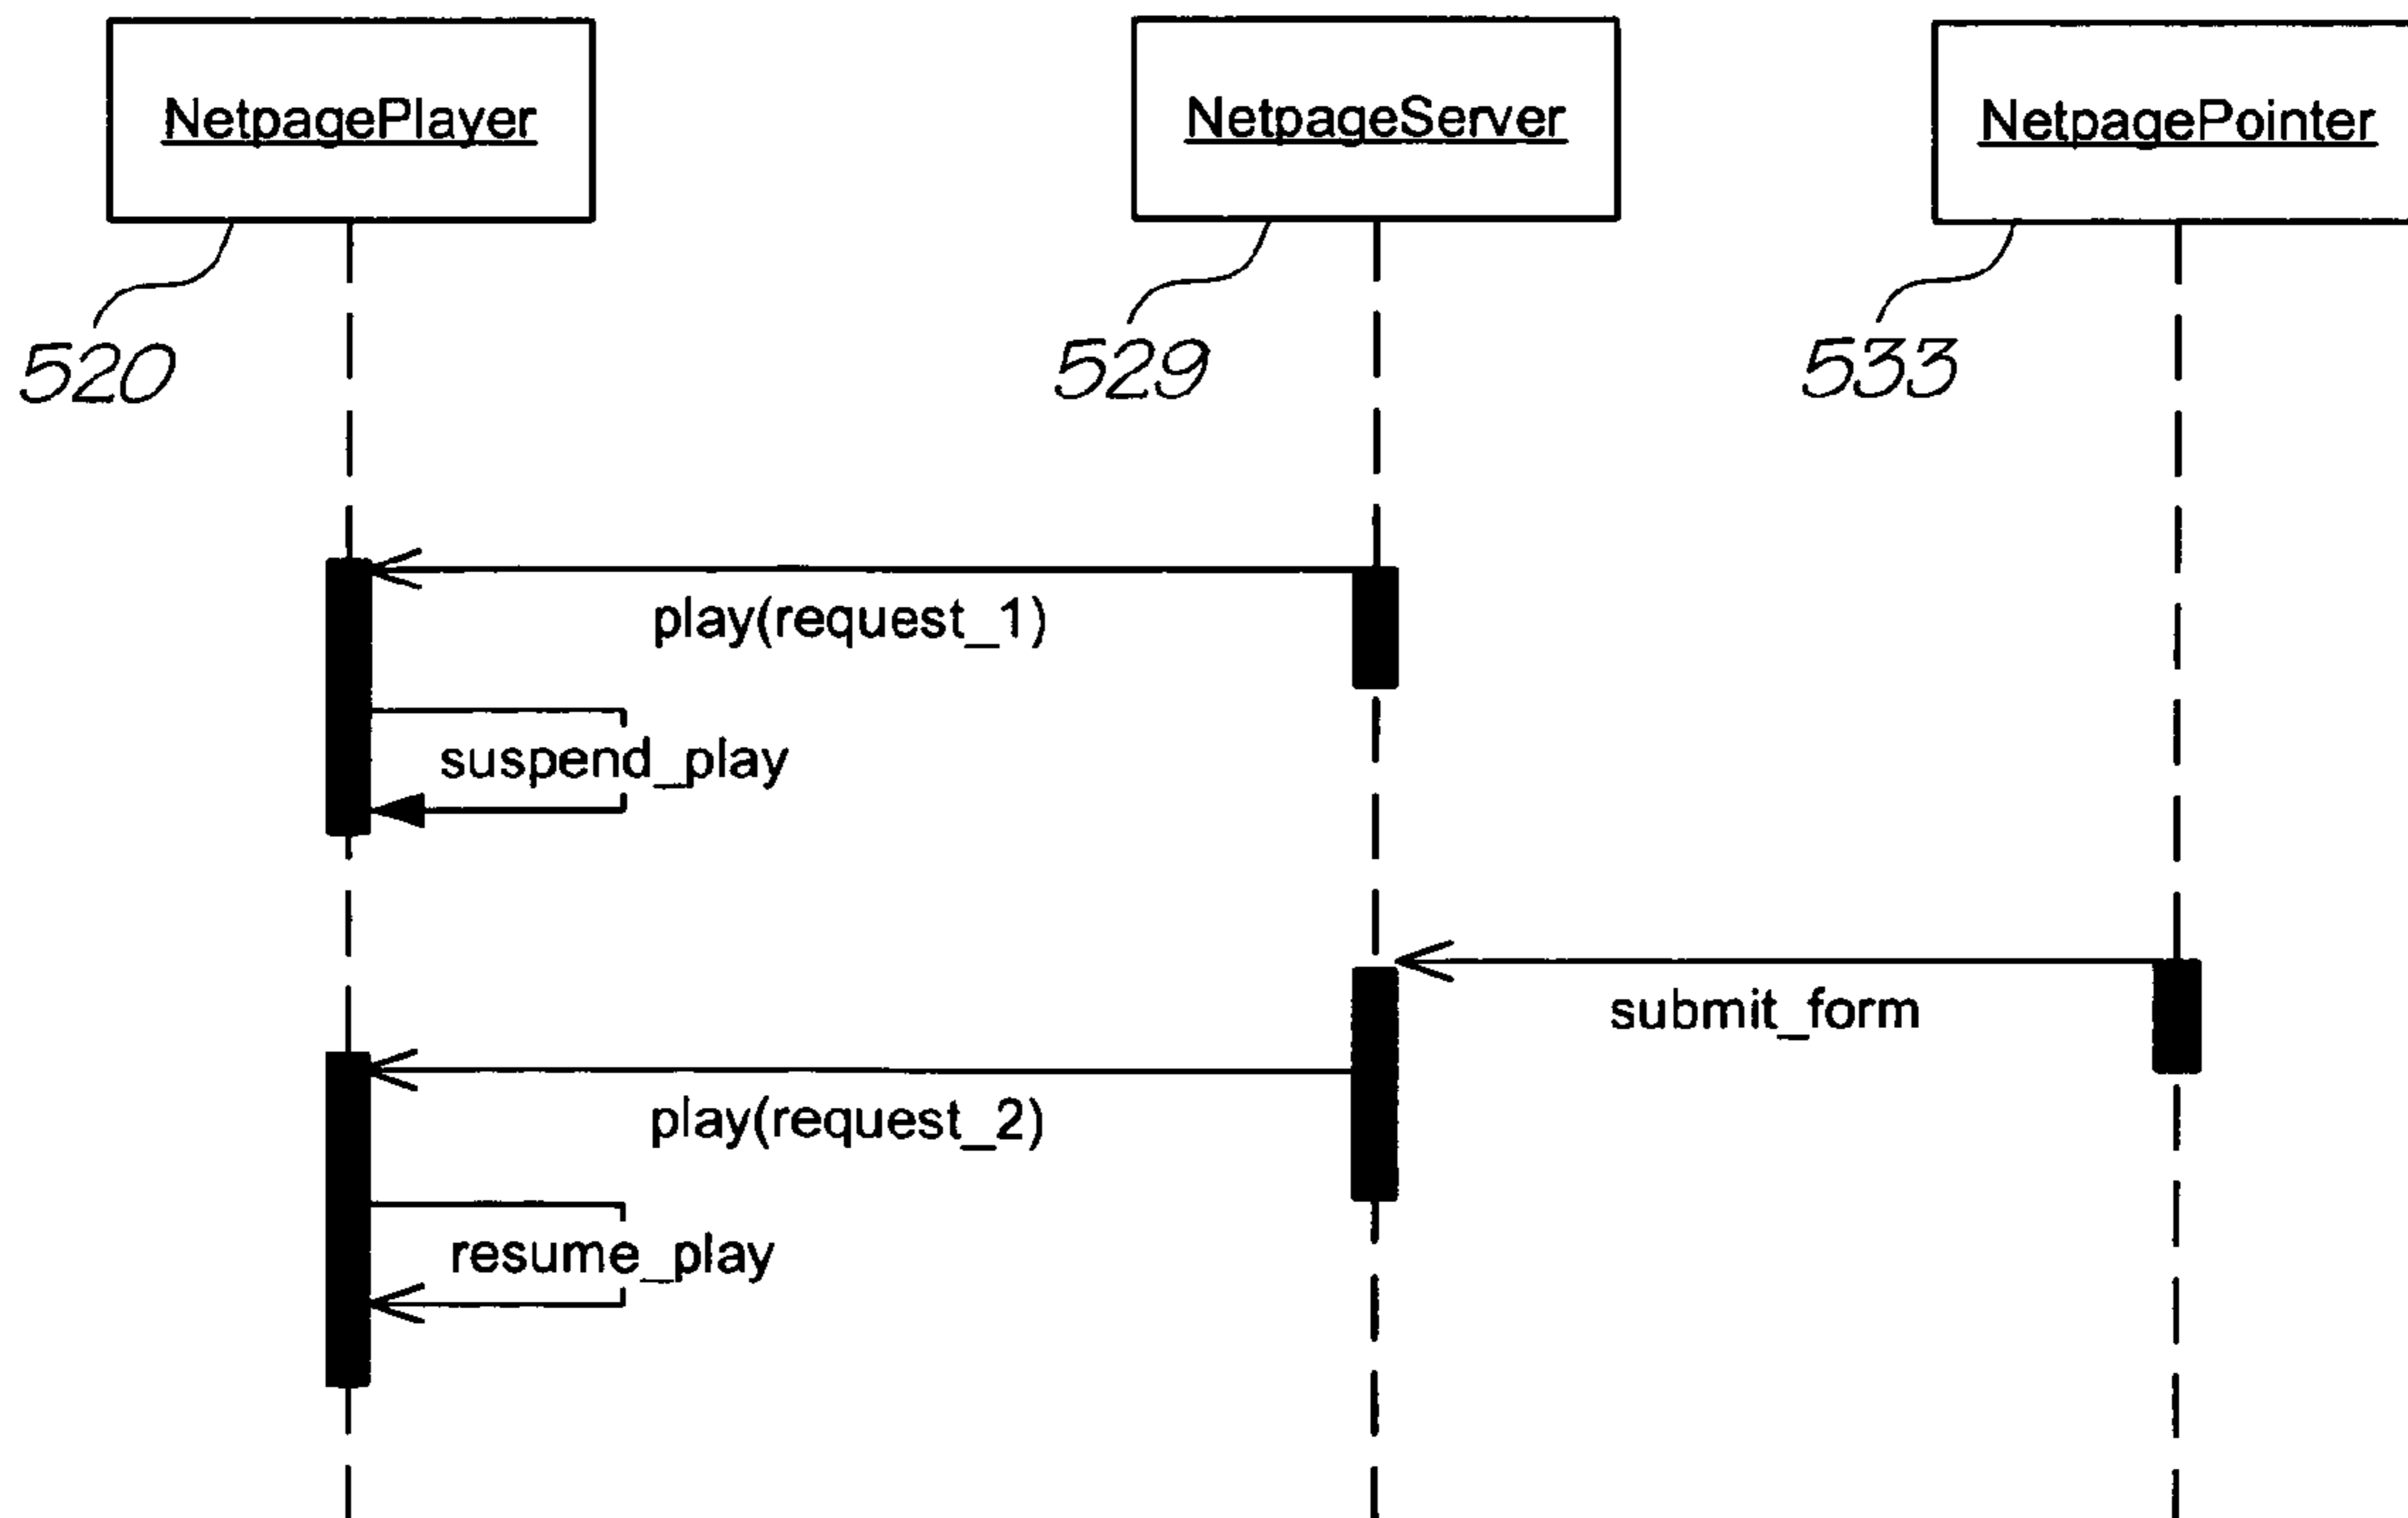 NetpagePlayer
NetpageServer
NetpagePointer
520
529
533
play(request_1)
suspend_play
submit_form
play(request_2)
resume_play